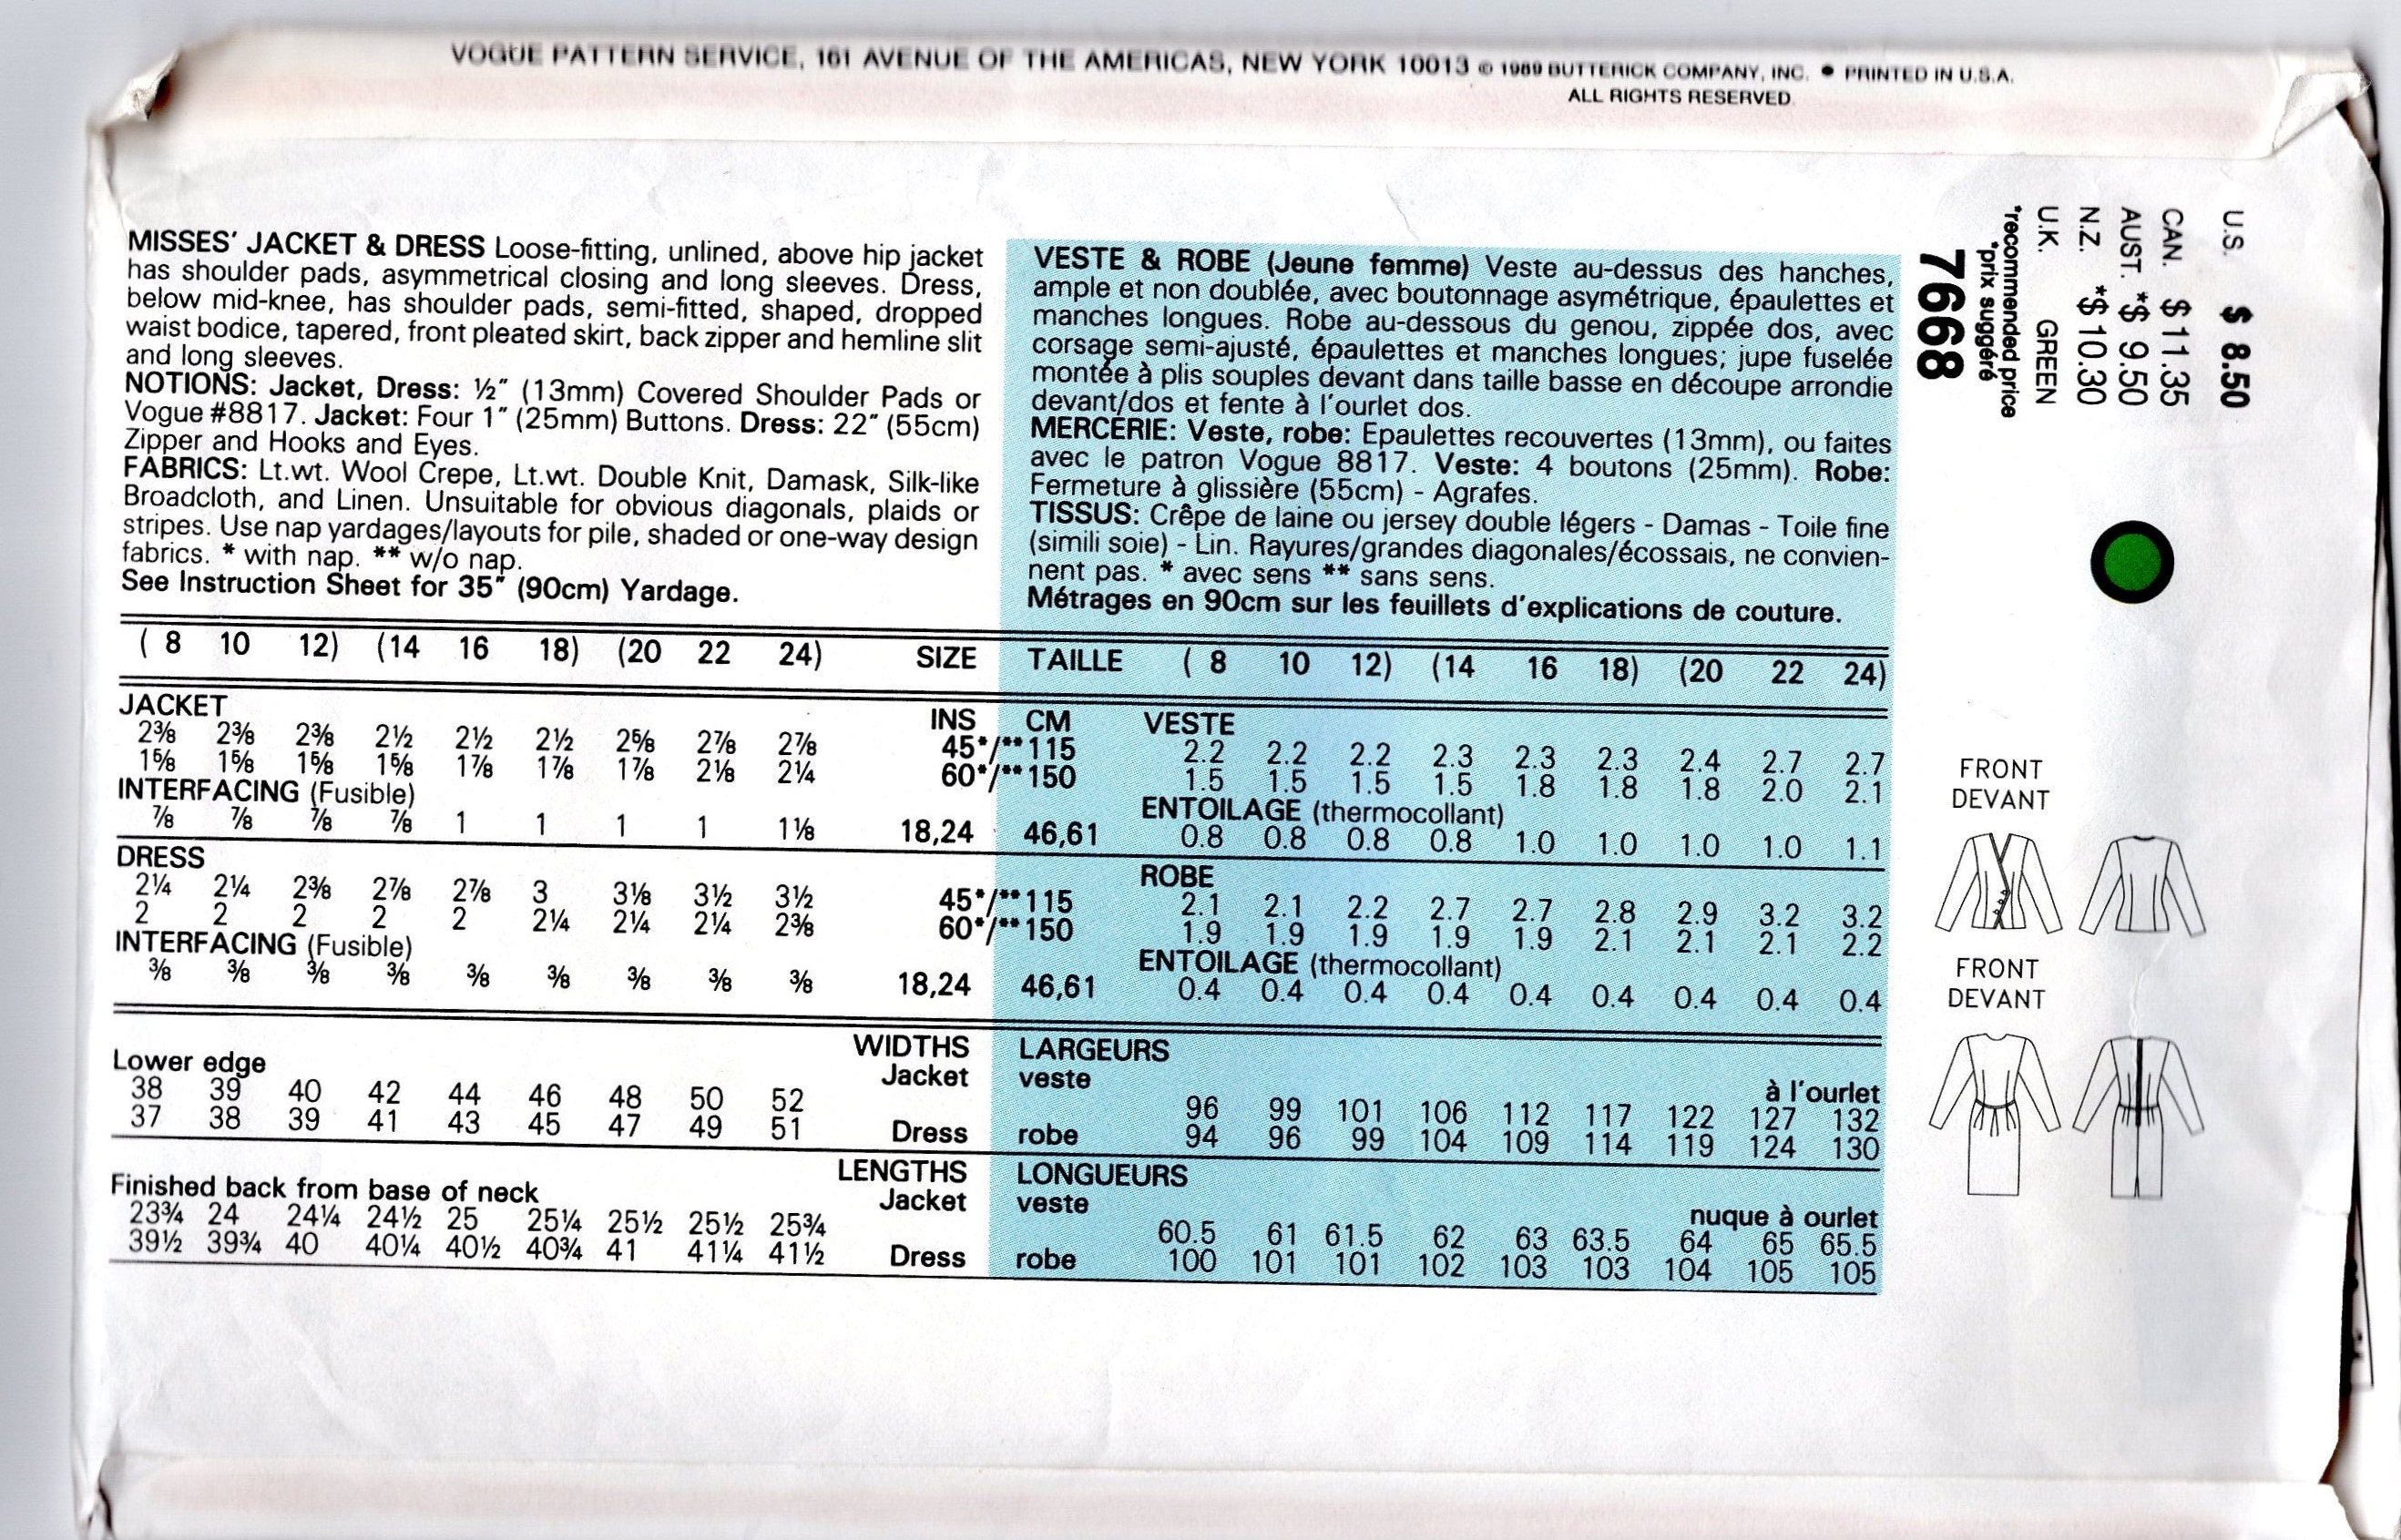 VOGUE PATTERN SERVICE, 161 AVENUE OF THE AMERICAS, NEW YORK 10013 © 1989 BUTTERICK COMPANY, INC. ● PRINTED IN U.S.A.
ALL RIGHTS RESERVED.
MISSES' JACKET & DRESS Loose-fitting, unlined, above hip jacket
has shoulder pads, asymmetrical closing and long sleeves. Dress,
below mid-knee, has shoulder pads, semi-fitted, shaped, dropped
waist bodice, tapered, front pleated skirt, back zipper and hemline slit
and long sleeves.
NOTIONS: Jacket, Dress: ½″ (13mm) Covered Shoulder Pads or
Vogue #8817. Jacket: Four 1″ (25mm) Buttons. Dress: 22″ (55cm)
Zipper and Hooks and Eyes.
FABRICS: Lt.wt. Wool Crepe, Lt.wt. Double Knit, Damask, Silk-like
Broadcloth, and Linen. Unsuitable for obvious diagonals, plaids or
stripes. Use nap yardages/layouts for pile, shaded or one-way design
fabrics. * with nap. ** w/o nap.
See Instruction Sheet for 35″ (90cm) Yardage.
VESTE & ROBE (Jeune femme) Veste au-dessus des hanches,
ample et non doublée, avec boutonnage asymétrique, épaulettes et
manches longues. Robe au-dessous du genou, zippée dos, avec
corsage semi-ajusté, épaulettes et manches longues; jupe fuselée
montée à plis souples devant dans taille basse en découpe arrondie
devant/dos et fente à l'ourlet dos.
MERCERIE: Veste, robe: Epaulettes recouvertes (13mm), ou faites
avec le patron Vogue 8817. Veste: 4 boutons (25mm). Robe:
Fermeture à glissière (55cm) - Agrafes.
TISSUS: Crêpe de laine ou jersey double légers - Damas - Toile fine
(simili soie) - Lin. Rayures/grandes diagonales/écossais, ne convien-
nent pas. * avec sens ** sans sens.
Métrages en 90cm sur les feuillets d'explications de couture.
( 8 10 12) (14 16 18) (20 22 24) SIZE TAILLE ( 8 10 12) (14 16 18) (20 22 24)
JACKET INS CM VESTE
2⅜ 2⅜ 2⅜ 2½ 2½ 2½ 2⅝ 2⅞ 2⅞ 45*/**115 2.2 2.2 2.2 2.3 2.3 2.3 2.4 2.7 2.7
1⅝ 1⅝ 1⅝ 1⅝ 1⅞ 1⅞ 1⅞ 2⅛ 2¼ 60*/**150 1.5 1.5 1.5 1.5 1.8 1.8 1.8 2.0 2.1
INTERFACING (Fusible) ENTOILAGE (thermocollant)
⅞ ⅞ ⅞ ⅞ 1 1 1 1 1⅛ 18,24 46,61 0.8 0.8 0.8 0.8 1.0 1.0 1.0 1.0 1.1
DRESS ROBE
2¼ 2¼ 2⅜ 2⅞ 2⅞ 3 3⅛ 3½ 3½ 45*/**115 2.1 2.1 2.2 2.7 2.7 2.8 2.9 3.2 3.2
2 2 2 2 2 2¼ 2¼ 2¼ 2⅜ 60*/**150 1.9 1.9 1.9 1.9 1.9 2.1 2.1 2.1 2.2
INTERFACING (Fusible) ENTOILAGE (thermocollant)
⅜ ⅜ ⅜ ⅜ ⅜ ⅜ ⅜ ⅜ ⅜ 18,24 46,61 0.4 0.4 0.4 0.4 0.4 0.4 0.4 0.4 0.4
WIDTHS LARGEURS
Lower edge Jacket veste à l'ourlet
38 39 40 42 44 46 48 50 52 96 99 101 106 112 117 122 127 132
37 38 39 41 43 45 47 49 51 Dress robe 94 96 99 104 109 114 119 124 130
LENGTHS LONGUEURS
Finished back from base of neck Jacket veste nuque à ourlet
23¾ 24 24¼ 24½ 25 25¼ 25½ 25½ 25¾ 60.5 61 61.5 62 63 63.5 64 65 65.5
39½ 39¾ 40 40¼ 40½ 40¾ 41 41¼ 41½ Dress robe 100 101 101 102 103 103 104 105 105
U.S. $ 8.50
CAN. $ 11.35
AUST. *$ 9.50
N.Z. *$ 10.30
U.K. GREEN
*recommended price
*prix suggéré
7668
FRONT
DEVANT
FRONT
DEVANT